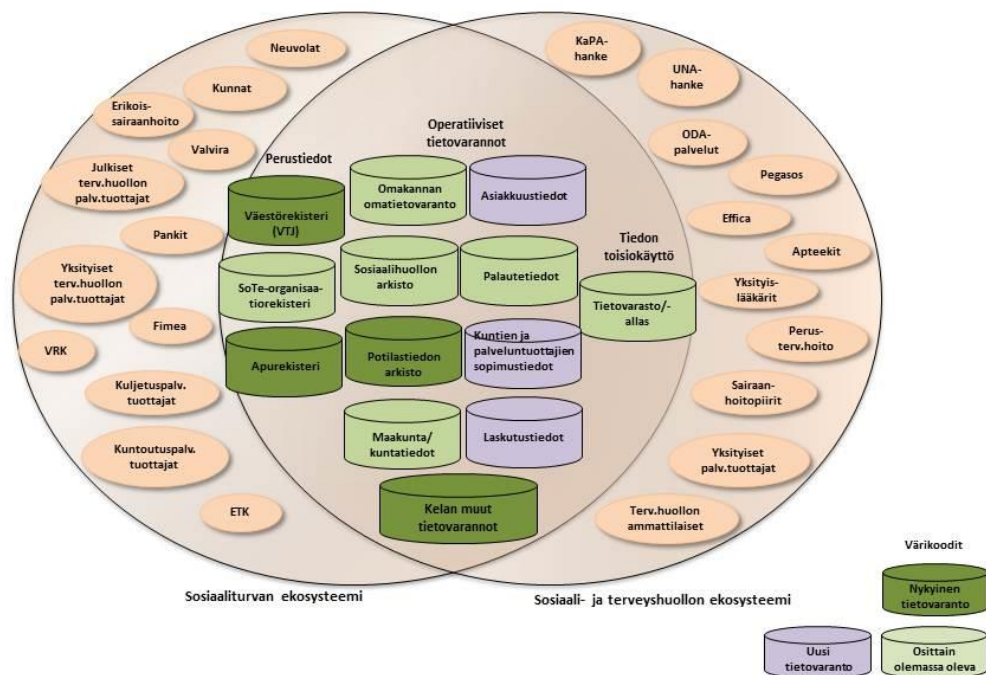 Neuvolat
Kunnat
Erikois-
sairaanhoito
Valvira
Julkiset
terv.huollon
palv.tuottajat
Pankit
Yksityiset
terv.huollon
palv.tuottajat
Fimea
VRK
Kuljetuspalv.
tuottajat
Kuntoutuspalv.
tuottajat
ETK
Perustiedot
Väestörekisteri
(VTJ)
SoTe-organisaa-
tiorekisteri
Apurekisteri
Operatiiviset
tietovarannot
Omakannan
omatietovaranto
Asiakkuustiedot
Sosiaalihuollon
arkisto
Palautetiedot
Potilastiedon
arkisto
Kuntien ja
palveluntuottajien
sopimustiedot
Maakunta/
kuntatiedot
Laskutustiedot
Kelan muut
tietovarannot
Tiedon
toisiokäyttö
Tietovarasto/-
allas
KaPA-
hanke
UNA-
hanke
ODA-
palvelut
Pegasos
Effica
Apteekit
Yksityis-
lääkärit
Perus-
terv.hoito
Sairaan-
hoitopiirit
Yksityiset
palv.tuottajat
Terv.huollon
ammattilaiset
Sosiaaliturvan ekosysteemi
Sosiaali- ja terveyshuollon ekosysteemi
Värikoodit
Nykyinen
tietovaranto
Uusi
tietovaranto
Osittain
olemassa oleva